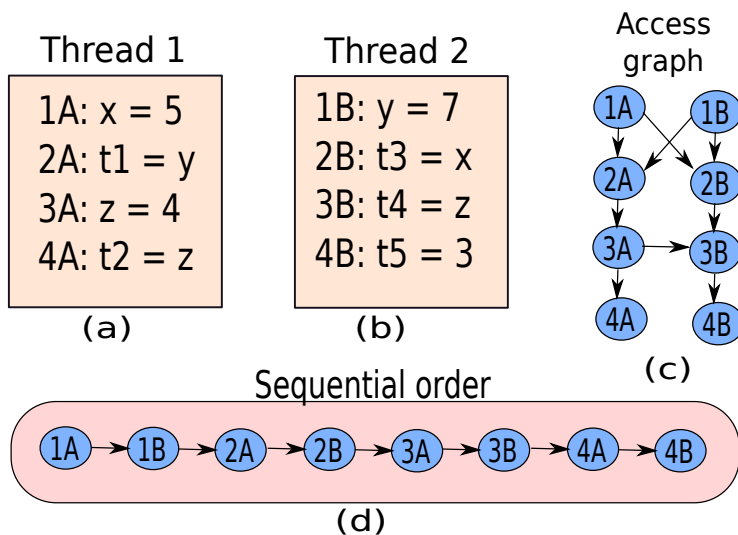 Thread 1
1A: x = 5
2A: t1 = y
3A: z = 4
4A: t2 = z
(a)
Thread 2
1B: y = 7
2B: t3 = x
3B: t4 = z
4B: t5 = 3
(b)
Access
graph
1A 1B
2A 2B
3A 3B
4A 4B
(c)
Sequential order
1A 1B 2A 2B 3A 3B 4A 4B
(d)